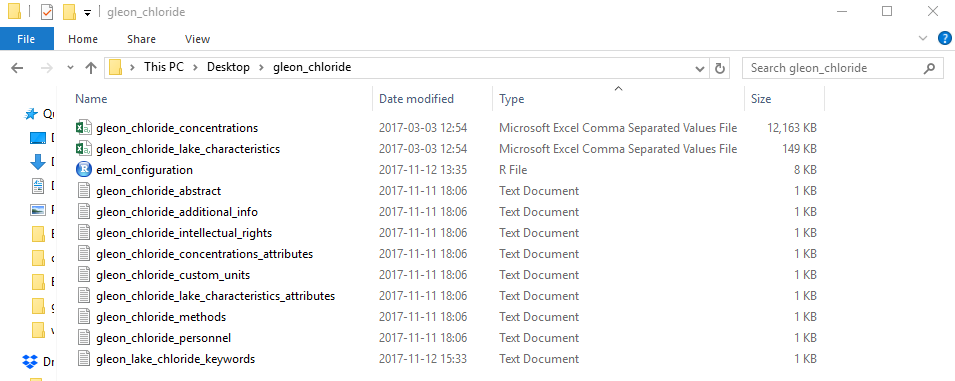 gleon_chloride
File Home Share View
This PC Desktop gleon_chloride Search gleon_chloride
Name Date modified Type Size
gleon_chloride_concentrations 2017-03-03 12:54 Microsoft Excel Comma Separated Values File 12,163 KB
gleon_chloride_lake_characteristics 2017-03-03 12:54 Microsoft Excel Comma Separated Values File 149 KB
eml_configuration 2017-11-12 13:35 R File 8 KB
gleon_chloride_abstract 2017-11-11 18:06 Text Document 1 KB
gleon_chloride_additional_info 2017-11-11 18:06 Text Document 1 KB
gleon_chloride_intellectual_rights 2017-11-11 18:06 Text Document 1 KB
gleon_chloride_concentrations_attributes 2017-11-11 18:06 Text Document 1 KB
gleon_chloride_custom_units 2017-11-11 18:06 Text Document 1 KB
gleon_chloride_lake_characteristics_attributes 2017-11-11 18:06 Text Document 1 KB
gleon_chloride_methods 2017-11-11 18:06 Text Document 1 KB
gleon_chloride_personnel 2017-11-11 18:06 Text Document 1 KB
gleon_lake_chloride_keywords 2017-11-12 15:33 Text Document 1 KB